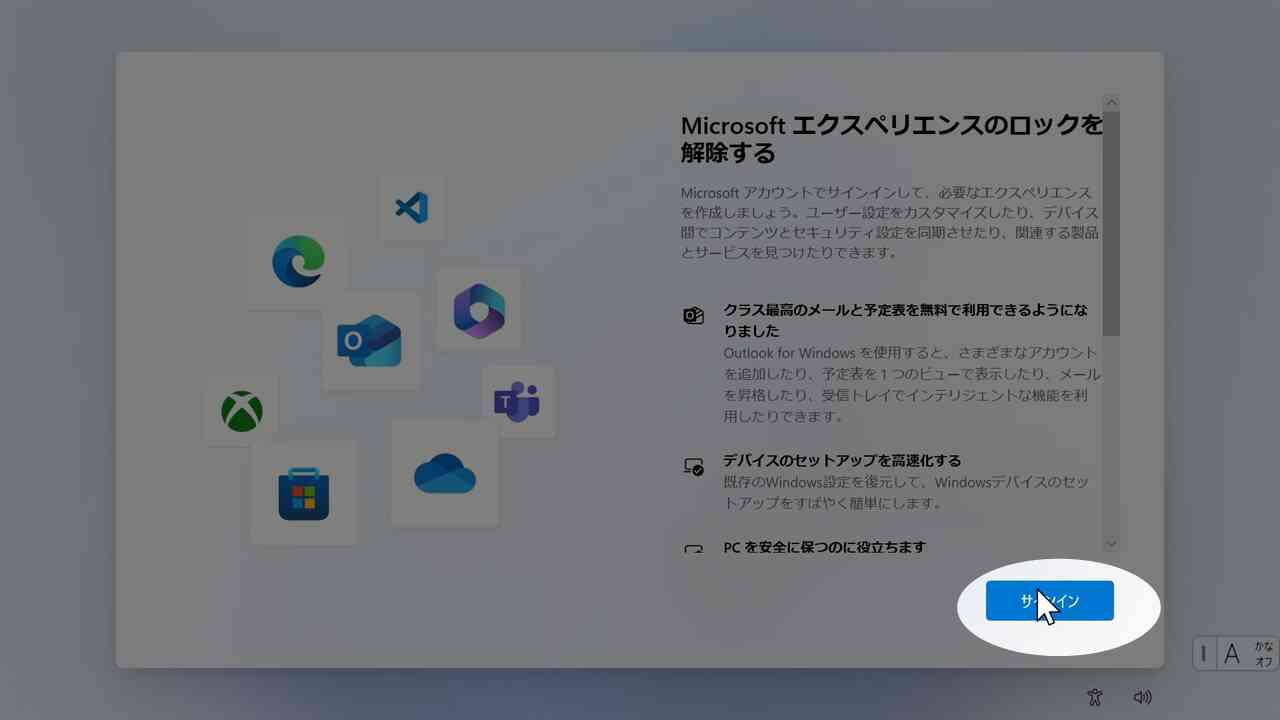 Microsoft エクスペリエンスのロックを
解除する
Microsoft アカウントでサインインして、必要なエクスペリエンス
を作成しましょう。ユーザー設定をカスタマイズしたり、デバイス
間でコンテンツとセキュリティ設定を同期させたり、関連する製品
とサービスを見つけたりできます。
クラス最高のメールと予定表を無料で利用できるようにな
りました
Outlook for Windows を使用すると、さまざまなアカウント
を追加したり、予定表を 1 つのビューで表示したり、メール
を昇格したり、受信トレイでインテリジェントな機能を利
用したりできます。
デバイスのセットアップを高速化する
既存のWindows設定を復元して、Windowsデバイスのセッ
トアップをすばやく簡単にします。
PC を安全に保つのに役立ちます
サインイン
A
かな
オフ